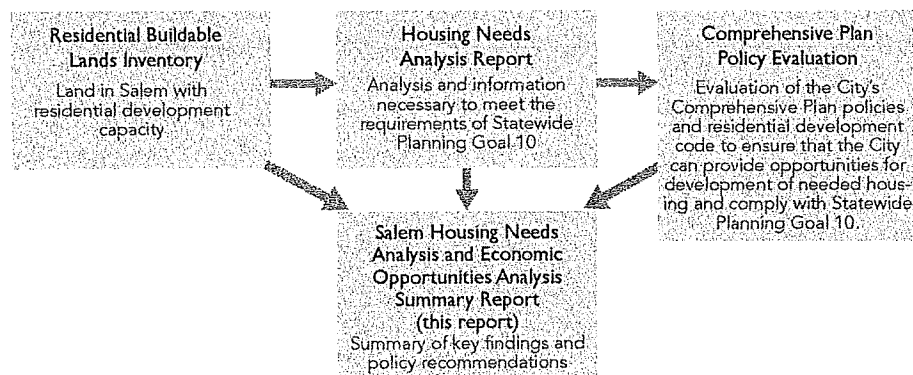 Residential Buildable
Lands Inventory
Land in Salem with
residential development
capacity
Housing Needs
Analysis Report
Analysis and information
necessary to meet the
requirements of Statewide
Planning Goal 10
Comprehensive Plan
Policy Evaluation
Evaluation of the City's
Comprehensive Plan policies
and residential development
code to ensure that the City
can provide opportunities for
development of needed hous-
ing and comply with Statewide
Planning Goal 10.
Salem Housing Needs
Analysis and Economic
Opportunities Analysis
Summary Report
(this report)
Summary of key findings and
policy recommendations